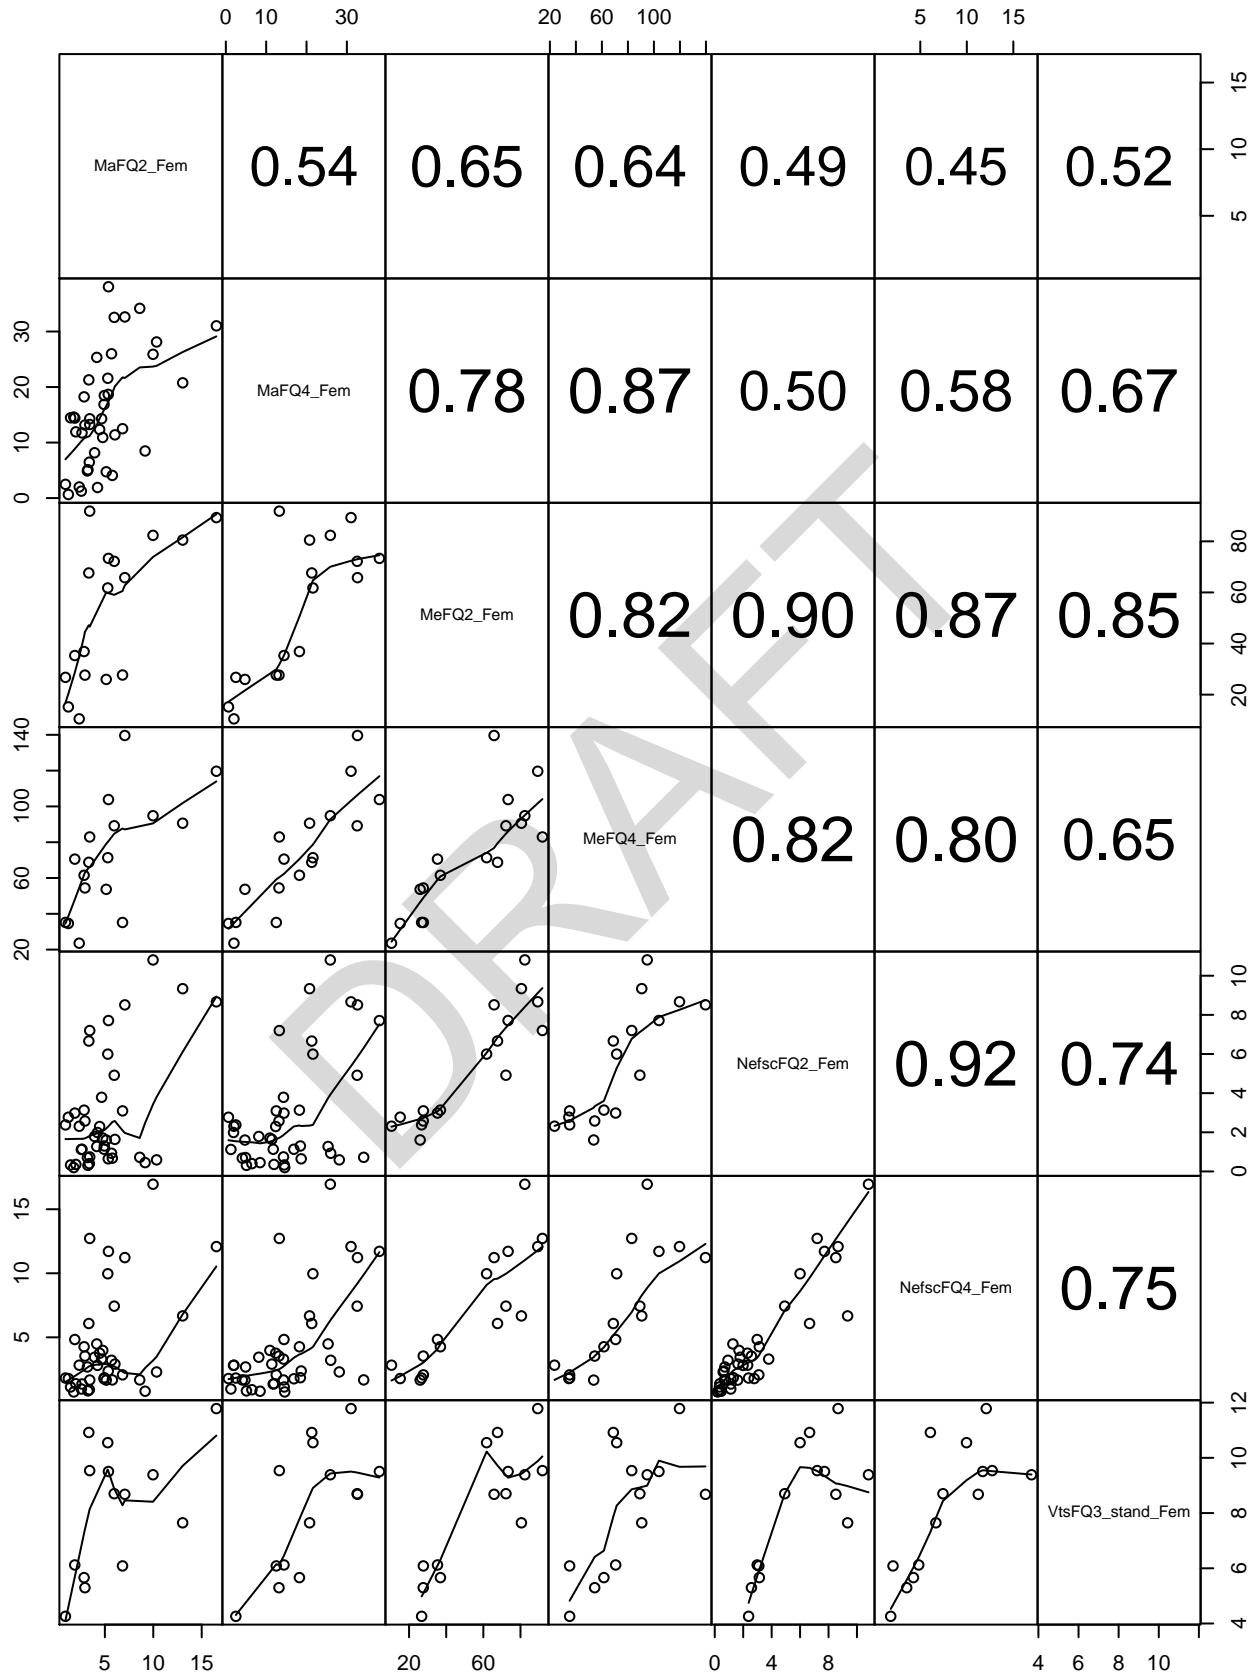 0 10 30 20 60 100 5 10 15
MaFQ2_Fem 0.54 0.65 0.64 0.49 0.45 0.52 5 10 15
0 10 20 30 MaFQ4_Fem 0.78 0.87 0.50 0.58 0.67
MeFQ2_Fem 0.82 0.90 0.87 0.85 20 40 60 80
20 60 100 140 MeFQ4_Fem 0.82 0.80 0.65
NefscFQ2_Fem 0.92 0.74 0 2 4 6 8 10
5 10 15 NefscFQ4_Fem 0.75
VtsFQ3_stand_Fem 4 6 8 10 12
5 10 15 20 60 0 4 8 4 6 8 10
DRAFT